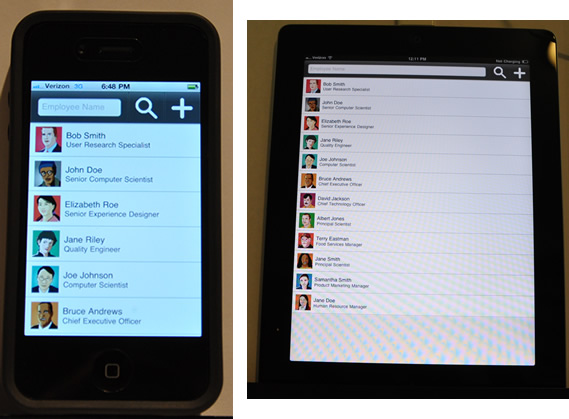 Verizon 3G 6:48 PM
Employee Name
Bob Smith
User Research Specialist
John Doe
Senior Computer Scientist
Elizabeth Roe
Senior Experience Designer
Jane Riley
Quality Engineer
Joe Johnson
Computer Scientist
Bruce Andrews
Chief Executive Officer
12:11 PM Not Charging
Employee Name
Bob Smith
User Research Specialist
John Doe
Senior Computer Scientist
Elizabeth Roe
Senior Experience Designer
Jane Riley
Quality Engineer
Joe Johnson
Computer Scientist
Bruce Andrews
Chief Executive Officer
David Jackson
Chief Technology Officer
Albert Jones
Principal Scientist
Terry Eastman
Food Services Manager
Jane Smith
Principal Scientist
Samantha Smith
Product Marketing Manager
Jane Doe
Human Resource Manager